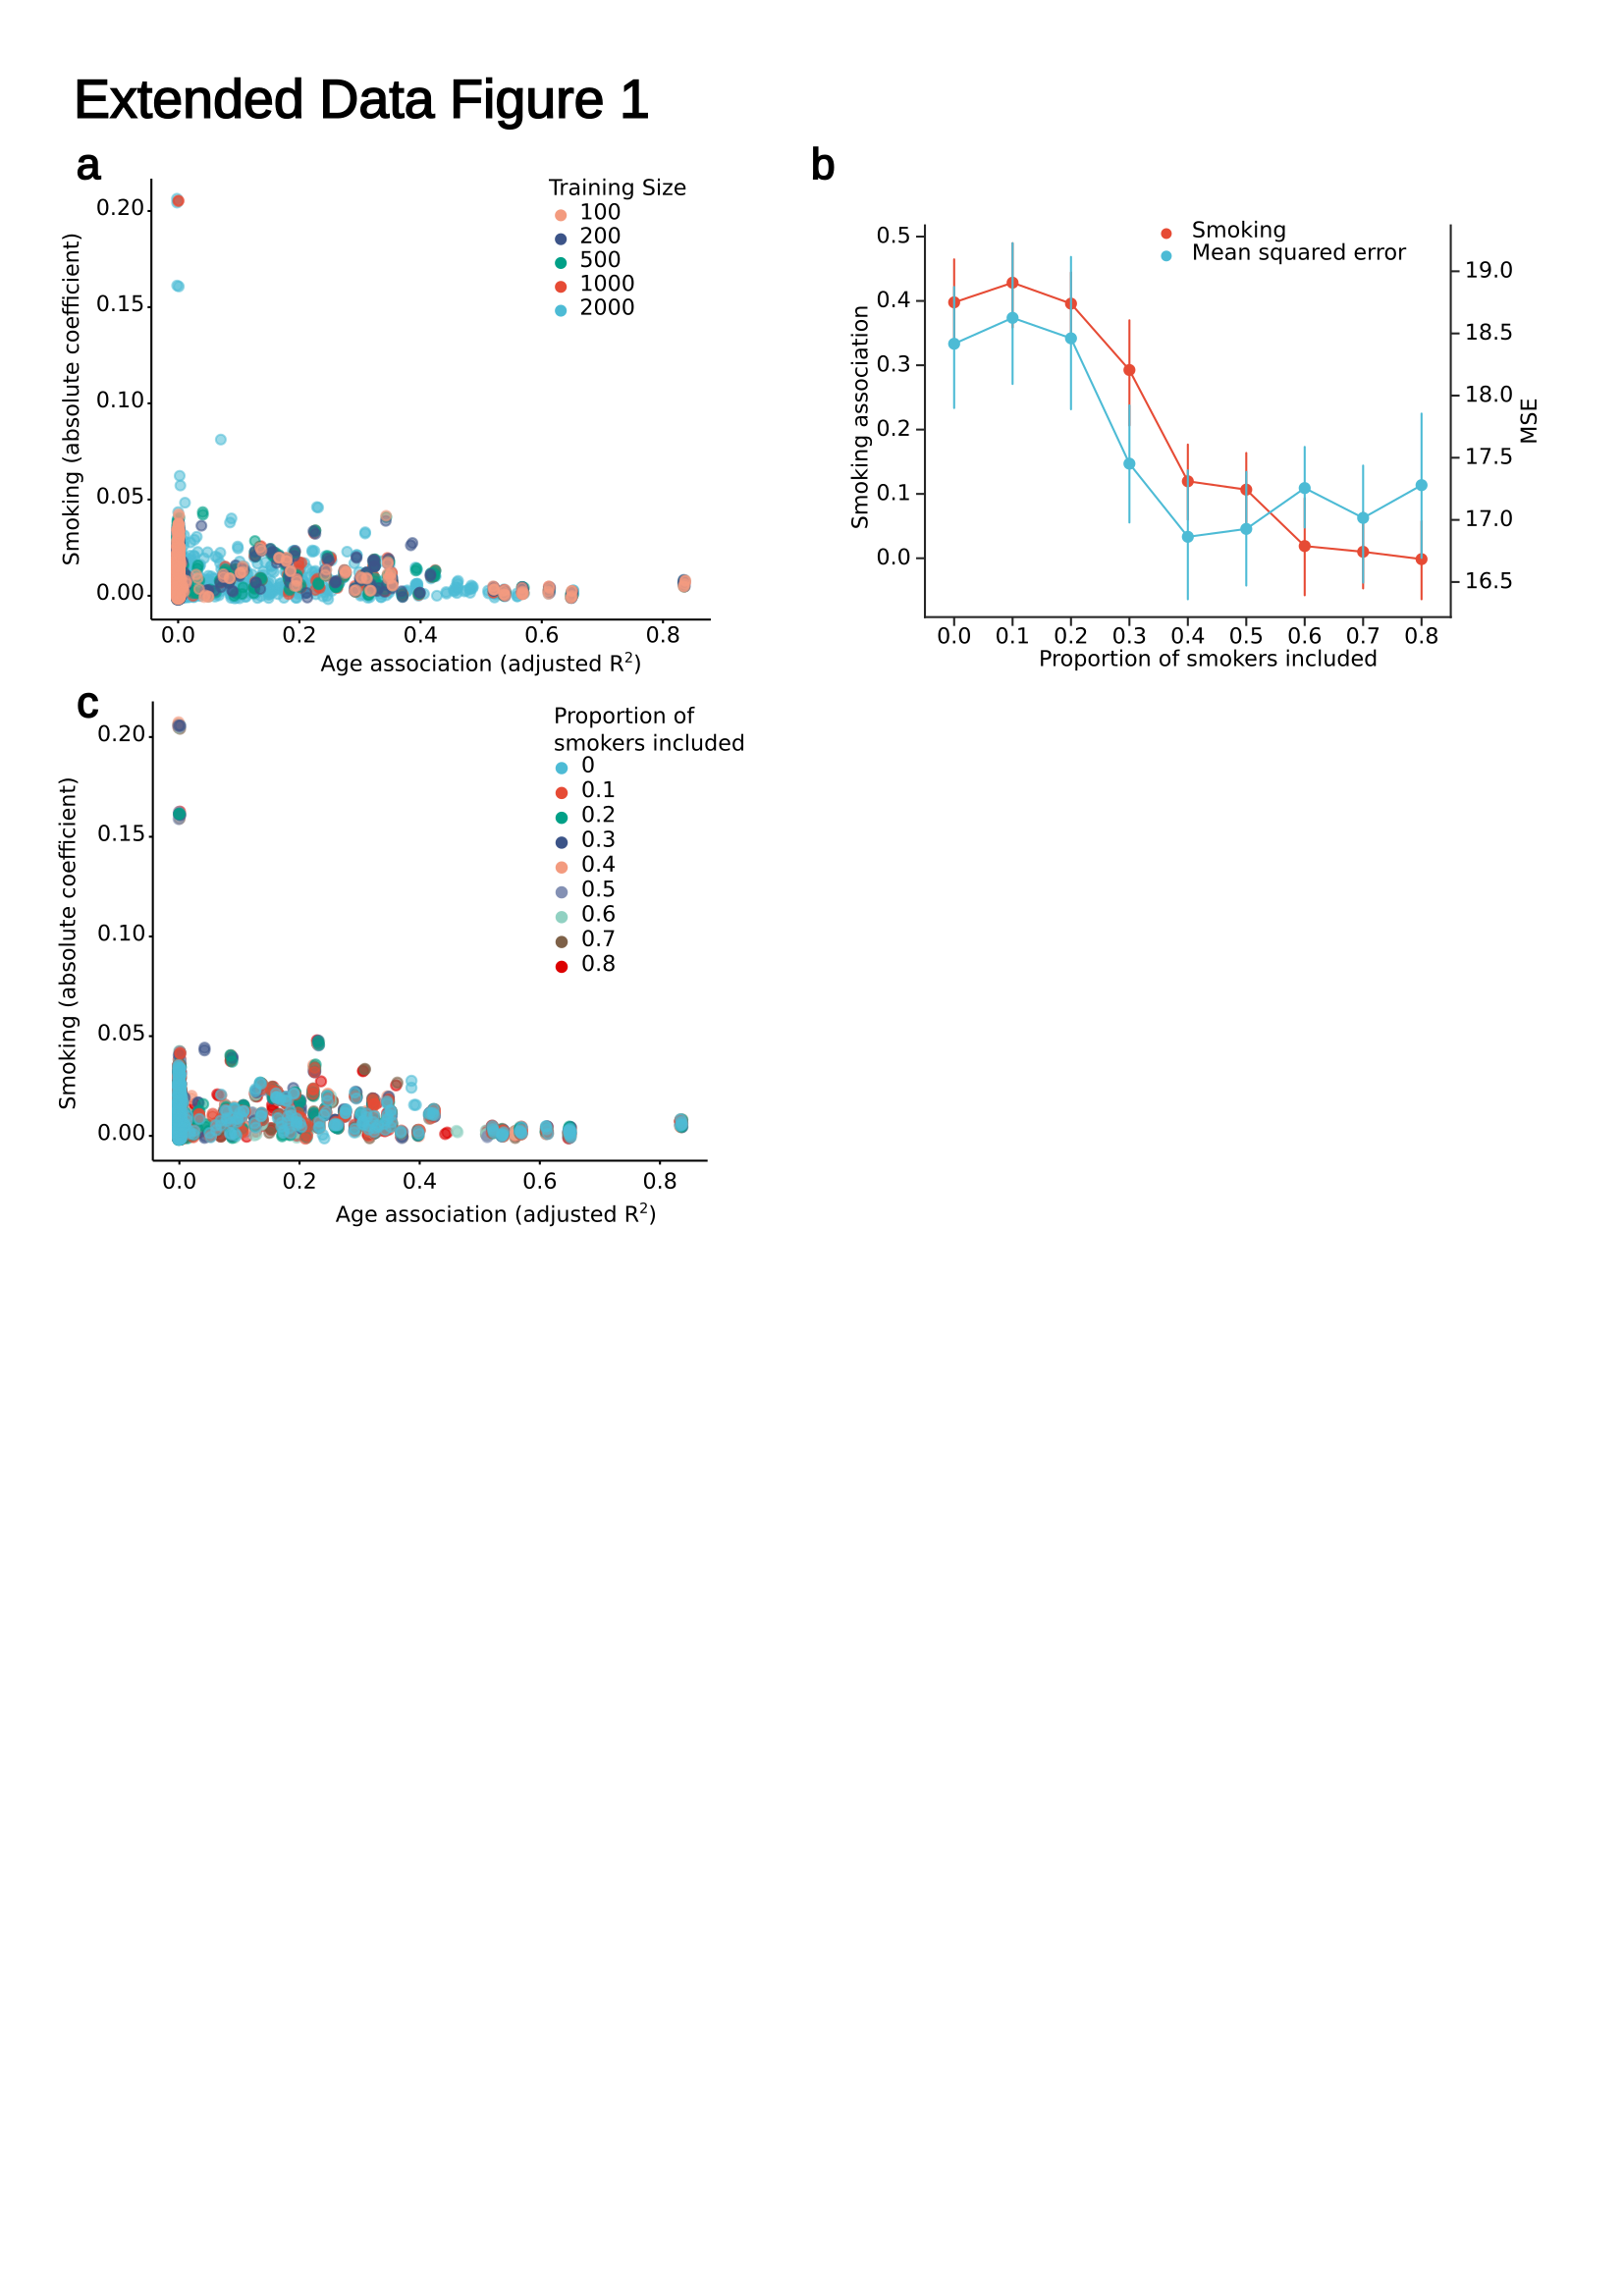 Extended Data Figure 1
a
Smoking (absolute coefficient)
0.20
0.15
0.10
0.05
0.00
0.0 0.2 0.4 0.6 0.8
Age association (adjusted R²)
Training Size
100
200
500
1000
2000
b
Smoking association
0.5
0.4
0.3
0.2
0.1
0.0
Smoking
Mean squared error
19.0
18.5
18.0
17.5
17.0
16.5
MSE
0.0 0.1 0.2 0.3 0.4 0.5 0.6 0.7 0.8
Proportion of smokers included
c
Smoking (absolute coefficient)
0.20
0.15
0.10
0.05
0.00
0.0 0.2 0.4 0.6 0.8
Age association (adjusted R²)
Proportion of
smokers included
0
0.1
0.2
0.3
0.4
0.5
0.6
0.7
0.8